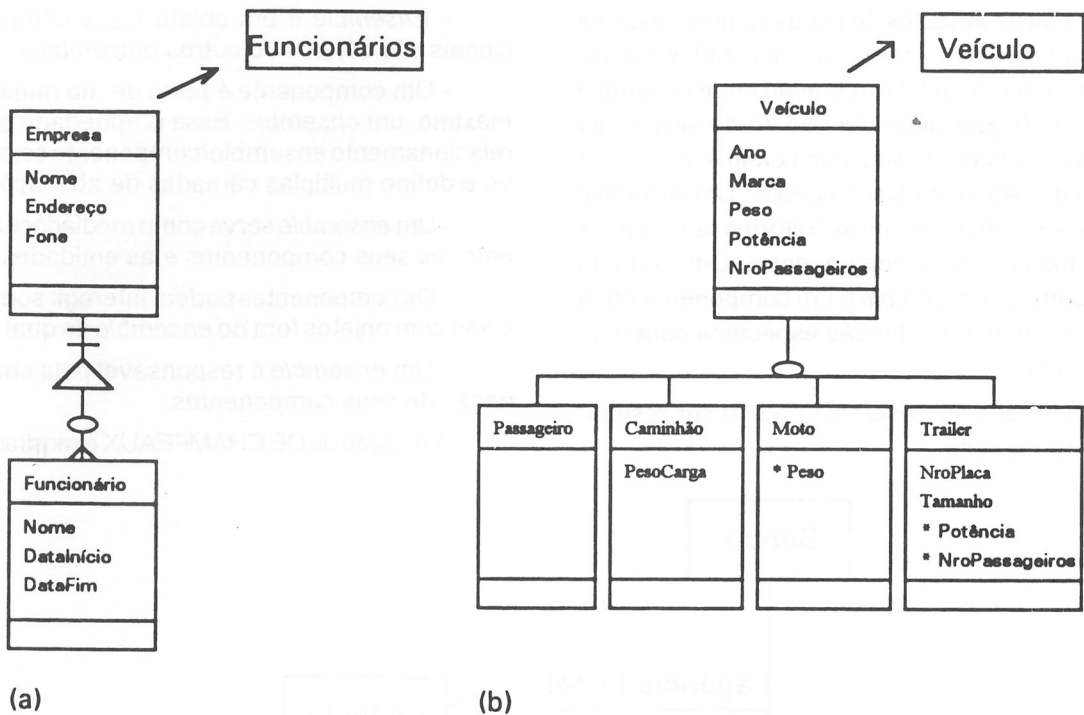 Funcionários
Empresa
Nome
Endereço
Fone
Funcionário
Nome
DataInício
DataFim
(a)
Veículo
Veículo
Ano
Marca
Peso
Potência
NroPassageiros
Passageiro
Caminhão
PesoCarga
Moto
* Peso
Trailer
NroPlaca
Tamanho
* Potência
* NroPassageiros
(b)